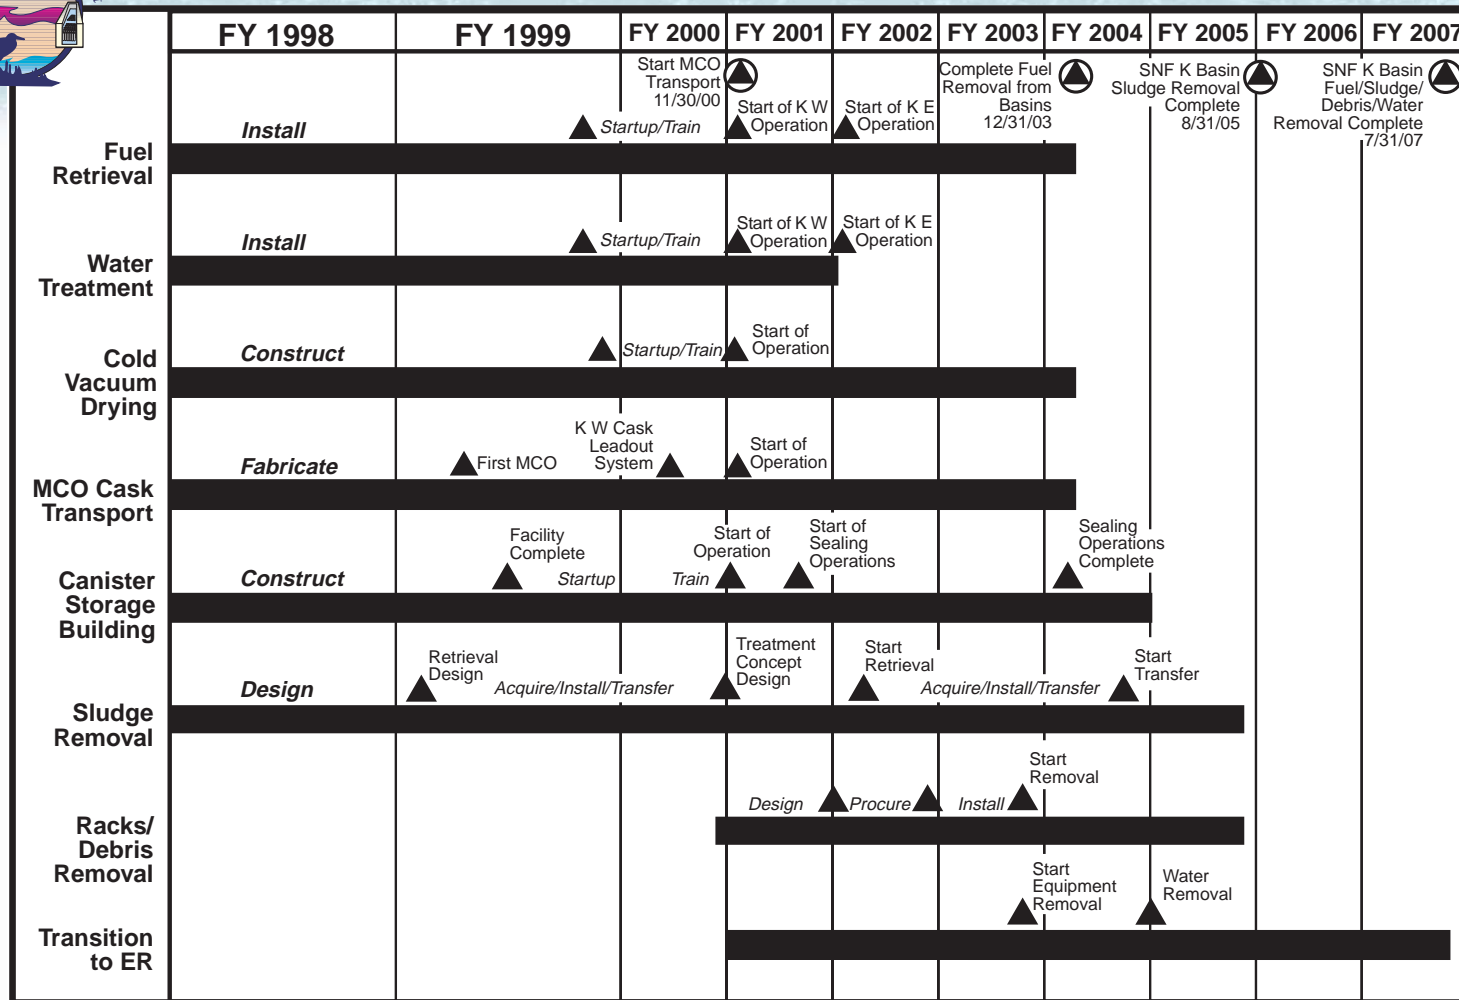 FY 1998 FY 1999 FY 2000 FY 2001 FY 2002 FY 2003 FY 2004 FY 2005 FY 2006 FY 2007
Start MCO
Transport
11/30/00
Complete Fuel
Removal from
Basins
12/31/03
SNF K Basin
Sludge Removal
Complete
8/31/05
SNF K Basin
Fuel/Sludge/
Debris/Water
Removal Complete
7/31/07
Fuel
Retrieval
Install
Startup/Train
Start of K W
Operation
Start of K E
Operation
Water
Treatment
Install
Startup/Train
Start of K W
Operation
Start of K E
Operation
Cold
Vacuum
Drying
Construct
Startup/Train
Start of
Operation
MCO Cask
Transport
Fabricate
First MCO
K W Cask
Leadout
System
Start of
Operation
Canister
Storage
Building
Construct
Facility
Complete
Startup
Train
Start of
Operation
Start of
Sealing
Operations
Sealing
Operations
Complete
Sludge
Removal
Design
Retrieval
Design
Acquire/Install/Transfer
Treatment
Concept
Design
Start
Retrieval
Acquire/Install/Transfer
Start
Transfer
Racks/
Debris
Removal
Design
Procure
Install
Start
Removal
Transition
to ER
Start
Equipment
Removal
Water
Removal